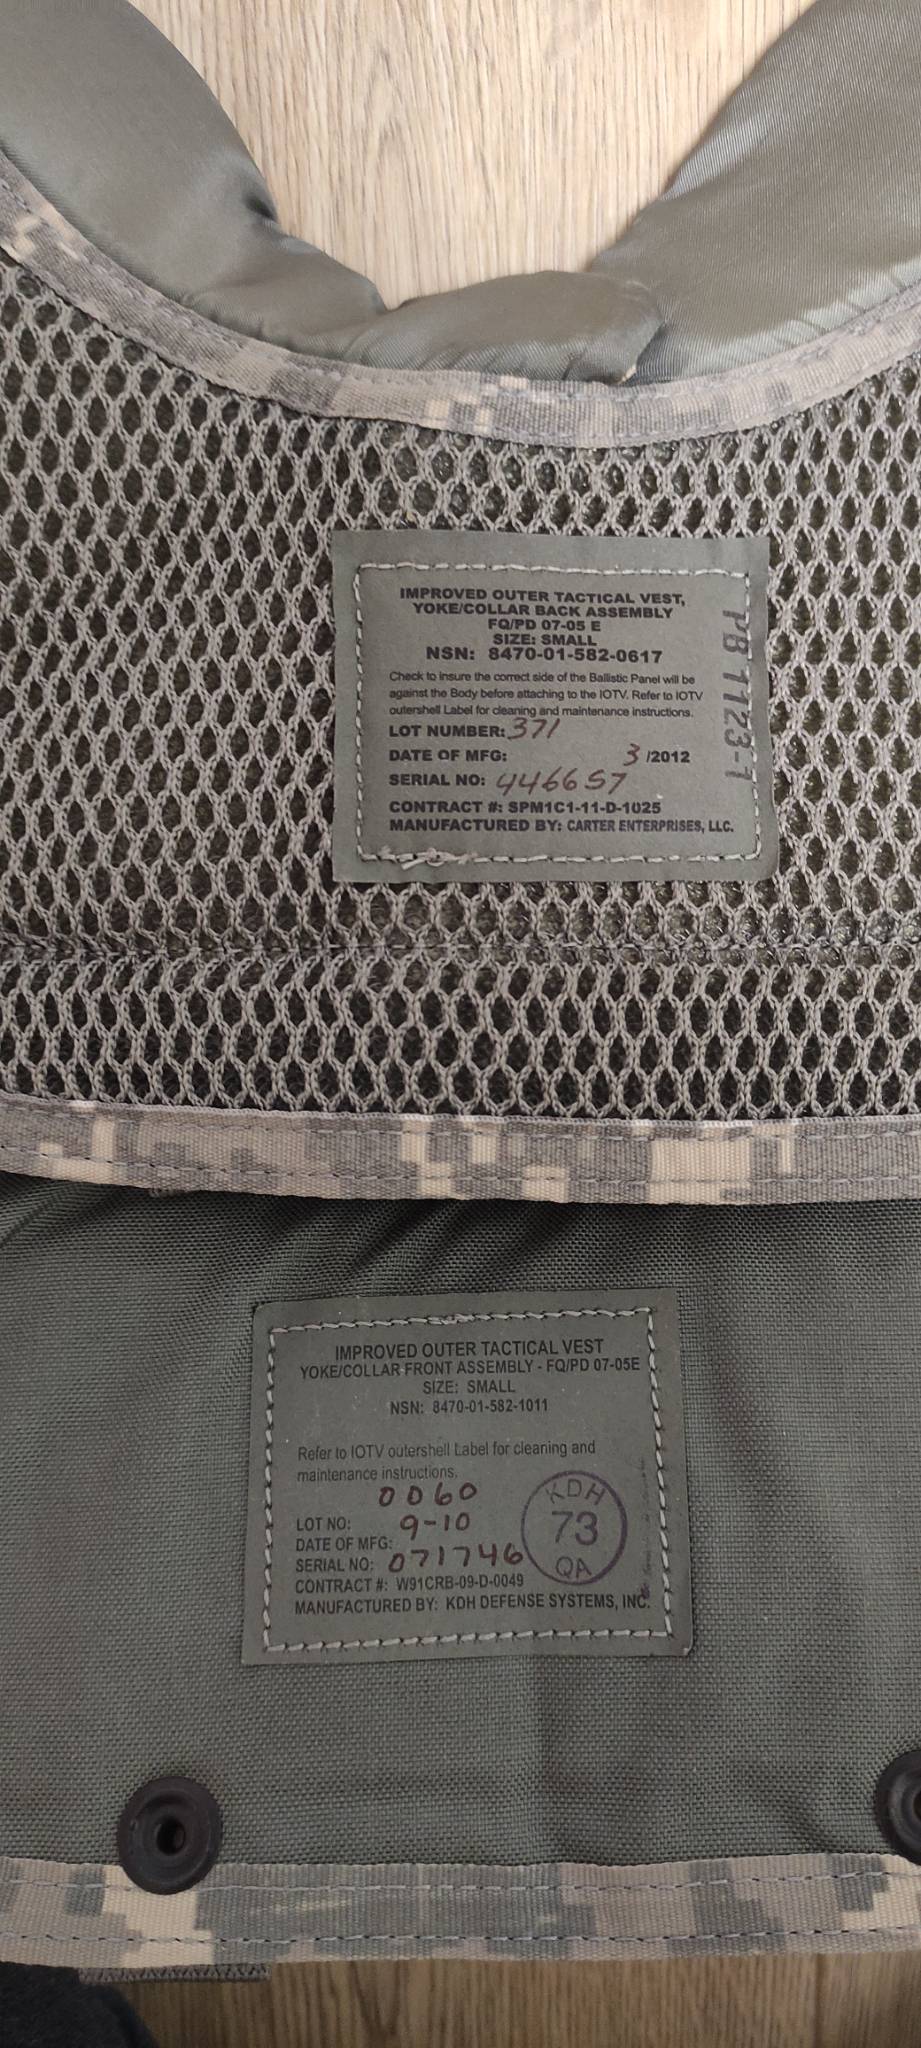 IMPROVED OUTER TACTICAL VEST,
YOKE/COLLAR BACK ASSEMBLY
FQ/PD 07-05 E
SIZE: SMALL
NSN: 8470-01-582-0617
Check to insure the correct side of the Ballistic Panel will be
against the Body before attaching to the IOTV. Refer to IOTV
outershell Label for cleaning and maintenance instructions.
LOT NUMBER: 371
DATE OF MFG: 3 /2012
SERIAL NO: 446657
CONTRACT #: SPM1C1-11-D-1025
MANUFACTURED BY: CARTER ENTERPRISES, LLC.
PB 1123-1
IMPROVED OUTER TACTICAL VEST
YOKE/COLLAR FRONT ASSEMBLY - FQ/PD 07-05E
SIZE: SMALL
NSN: 8470-01-582-1011
Refer to IOTV outershell Label for cleaning and
maintenance instructions.
LOT NO: 0060
DATE OF MFG: 9-10
SERIAL NO: 071746
CONTRACT #: W91CRB-09-D-0049
MANUFACTURED BY: KDH DEFENSE SYSTEMS, INC.
KDH
73
QA